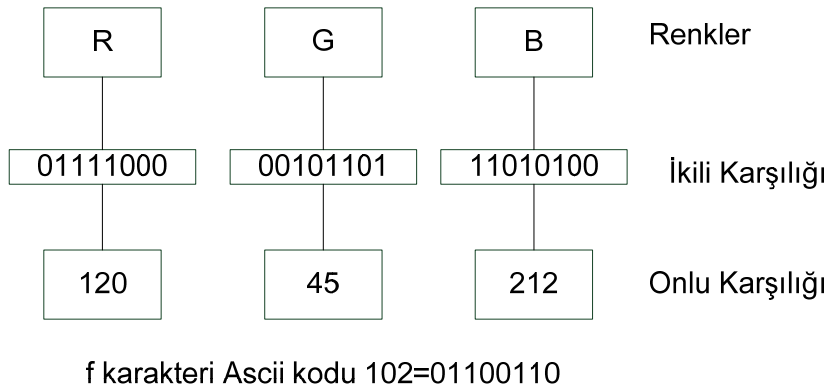 R G B Renkler
01111000 00101101 11010100 İkili Karşılığı
120 45 212 Onlu Karşılığı
f karakteri Ascii kodu 102=01100110